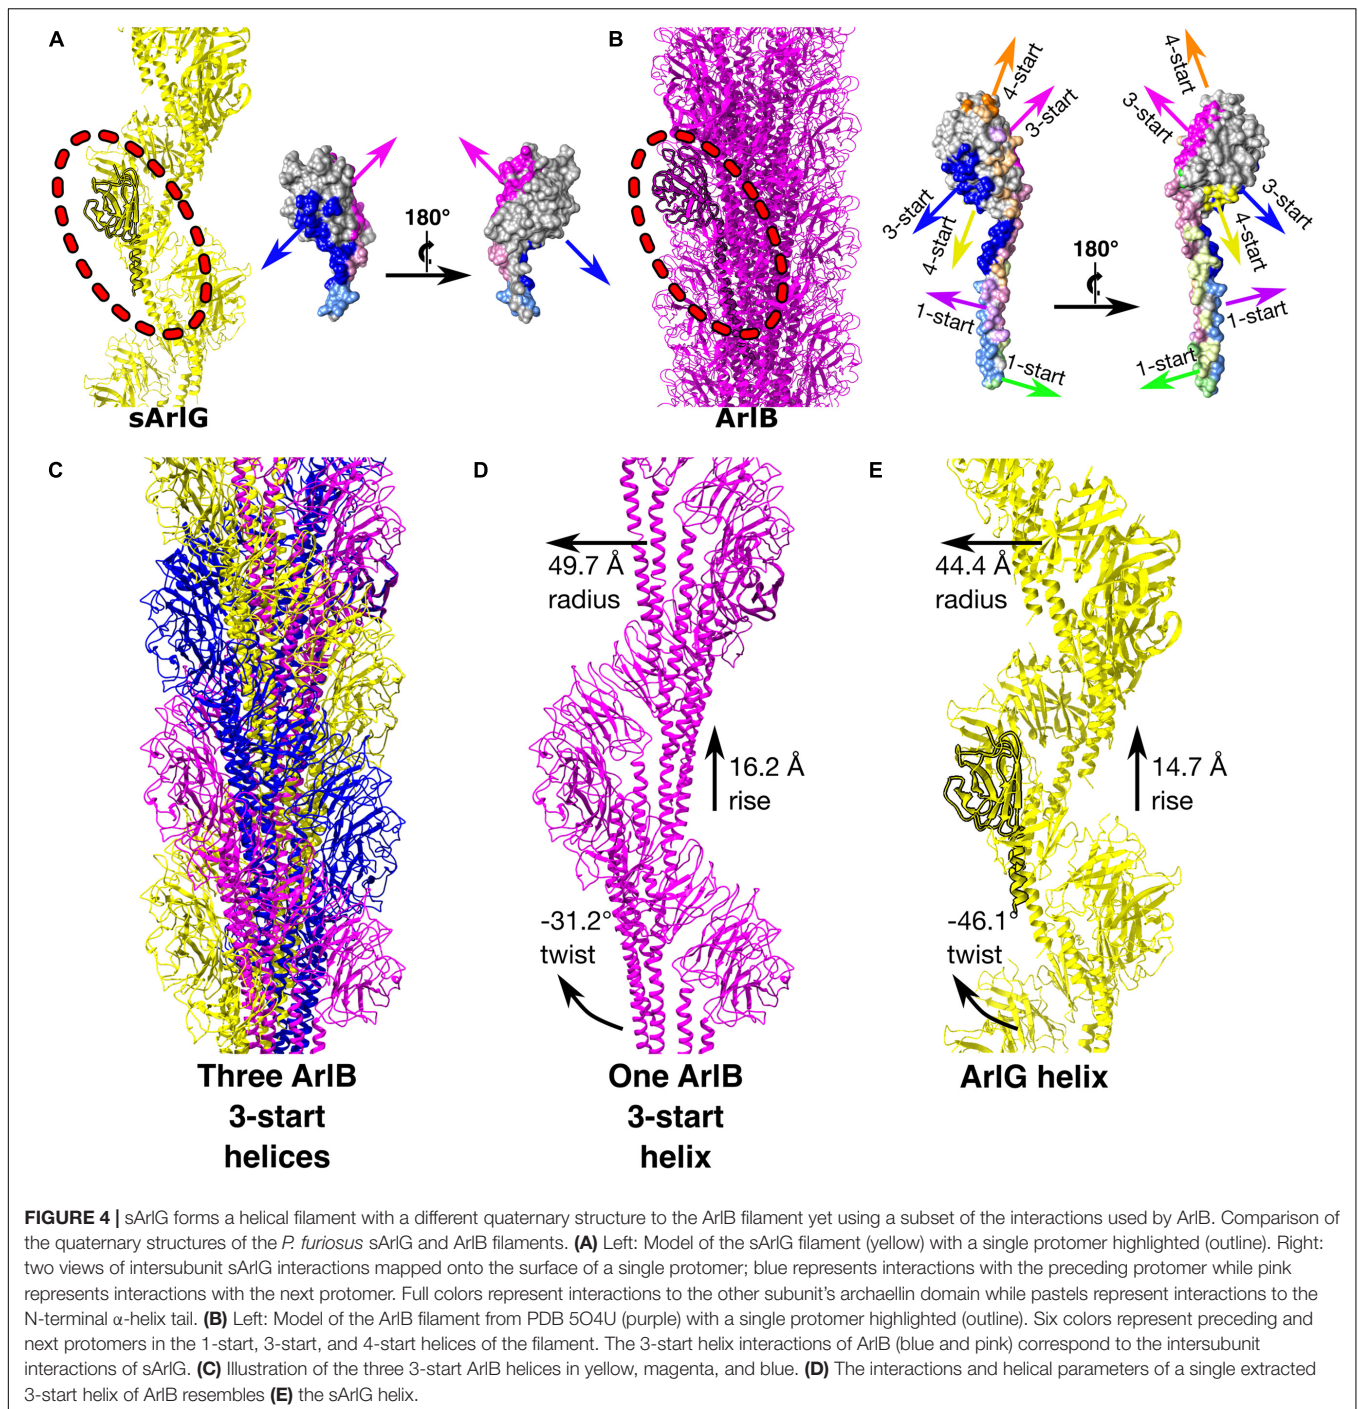 A
B
180°
sArlG
ArlB
4-start
3-start
3-start
4-start
1-start
1-start
180°
4-start
3-start
3-start
4-start
1-start
1-start
C
D
E
49.7 Å
radius
44.4 Å
radius
16.2 Å
rise
14.7 Å
rise
-31.2°
twist
-46.1°
twist
Three ArlB
3-start
helices
One ArlB
3-start
helix
ArlG helix
FIGURE 4 | sArlG forms a helical filament with a different quaternary structure to the ArlB filament yet using a subset of the interactions used by ArlB. Comparison of
the quaternary structures of the P. furiosus sArlG and ArlB filaments. (A) Left: Model of the sArlG filament (yellow) with a single protomer highlighted (outline). Right:
two views of intersubunit sArlG interactions mapped onto the surface of a single protomer; blue represents interactions with the preceding protomer while pink
represents interactions with the next protomer. Full colors represent interactions to the other subunit's archaellin domain while pastels represent interactions to the
N-terminal α-helix tail. (B) Left: Model of the ArlB filament from PDB 5O4U (purple) with a single protomer highlighted (outline). Six colors represent preceding and
next protomers in the 1-start, 3-start, and 4-start helices of the filament. The 3-start helix interactions of ArlB (blue and pink) correspond to the intersubunit
interactions of sArlG. (C) Illustration of the three 3-start ArlB helices in yellow, magenta, and blue. (D) The interactions and helical parameters of a single extracted
3-start helix of ArlB resembles (E) the sArlG helix.